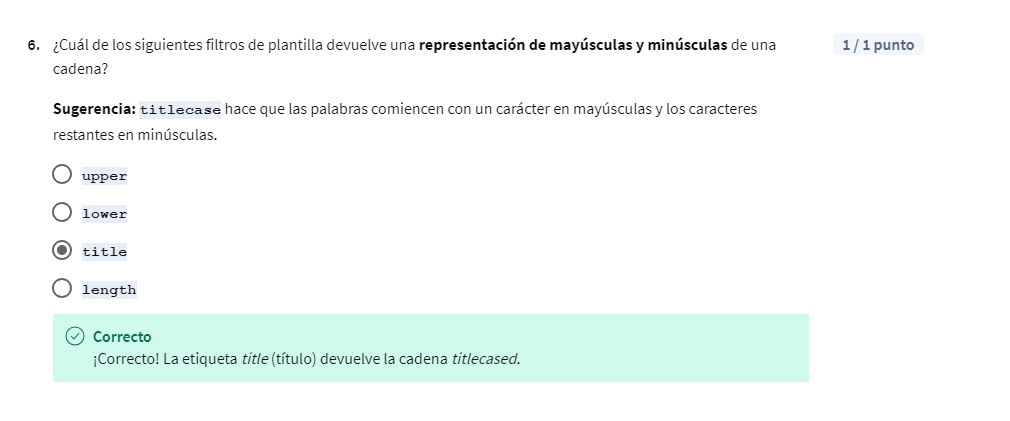 6. ¿Cuál de los siguientes filtros de plantilla devuelve una representación de mayúsculas y minúsculas de una
1 / 1 punto
cadena?
Sugerencia: titlecase hace que las palabras comiencen con un carácter en mayúsculas y los caracteres
restantes en minúsculas.
upper
lower
title
length
Correcto
¡Correcto! La etiqueta title (título) devuelve la cadena titlecased.